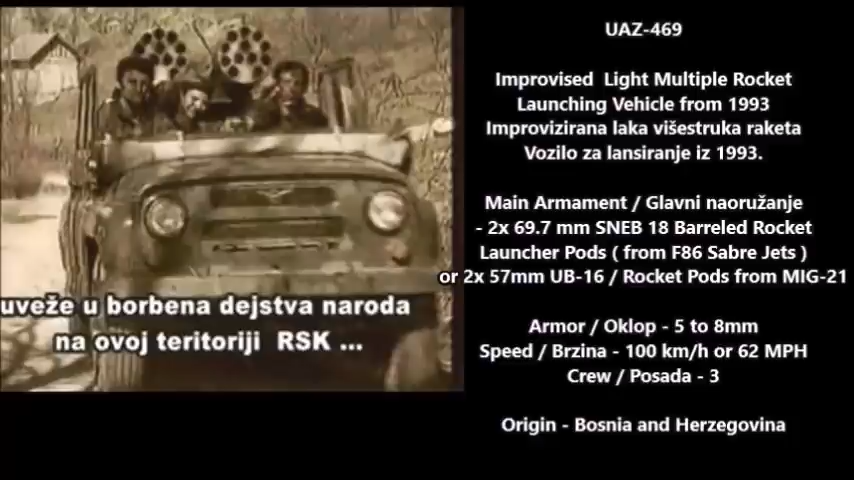 uveže u borbena dejstva naroda
na ovoj teritoriji RSK ...
UAZ-469
Improvised Light Multiple Rocket
Launching Vehicle from 1993
Improvizirana laka višestruka raketa
Vozilo za lansiranje iz 1993.
Main Armament / Glavni naoružanje
- 2x 69.7 mm SNEB 18 Barreled Rocket
Launcher Pods ( from F86 Sabre Jets )
or 2x 57mm UB-16 / Rocket Pods from MIG-21
Armor / Oklop - 5 to 8mm
Speed / Brzina - 100 km/h or 62 MPH
Crew / Posada - 3
Origin - Bosnia and Herzegovina